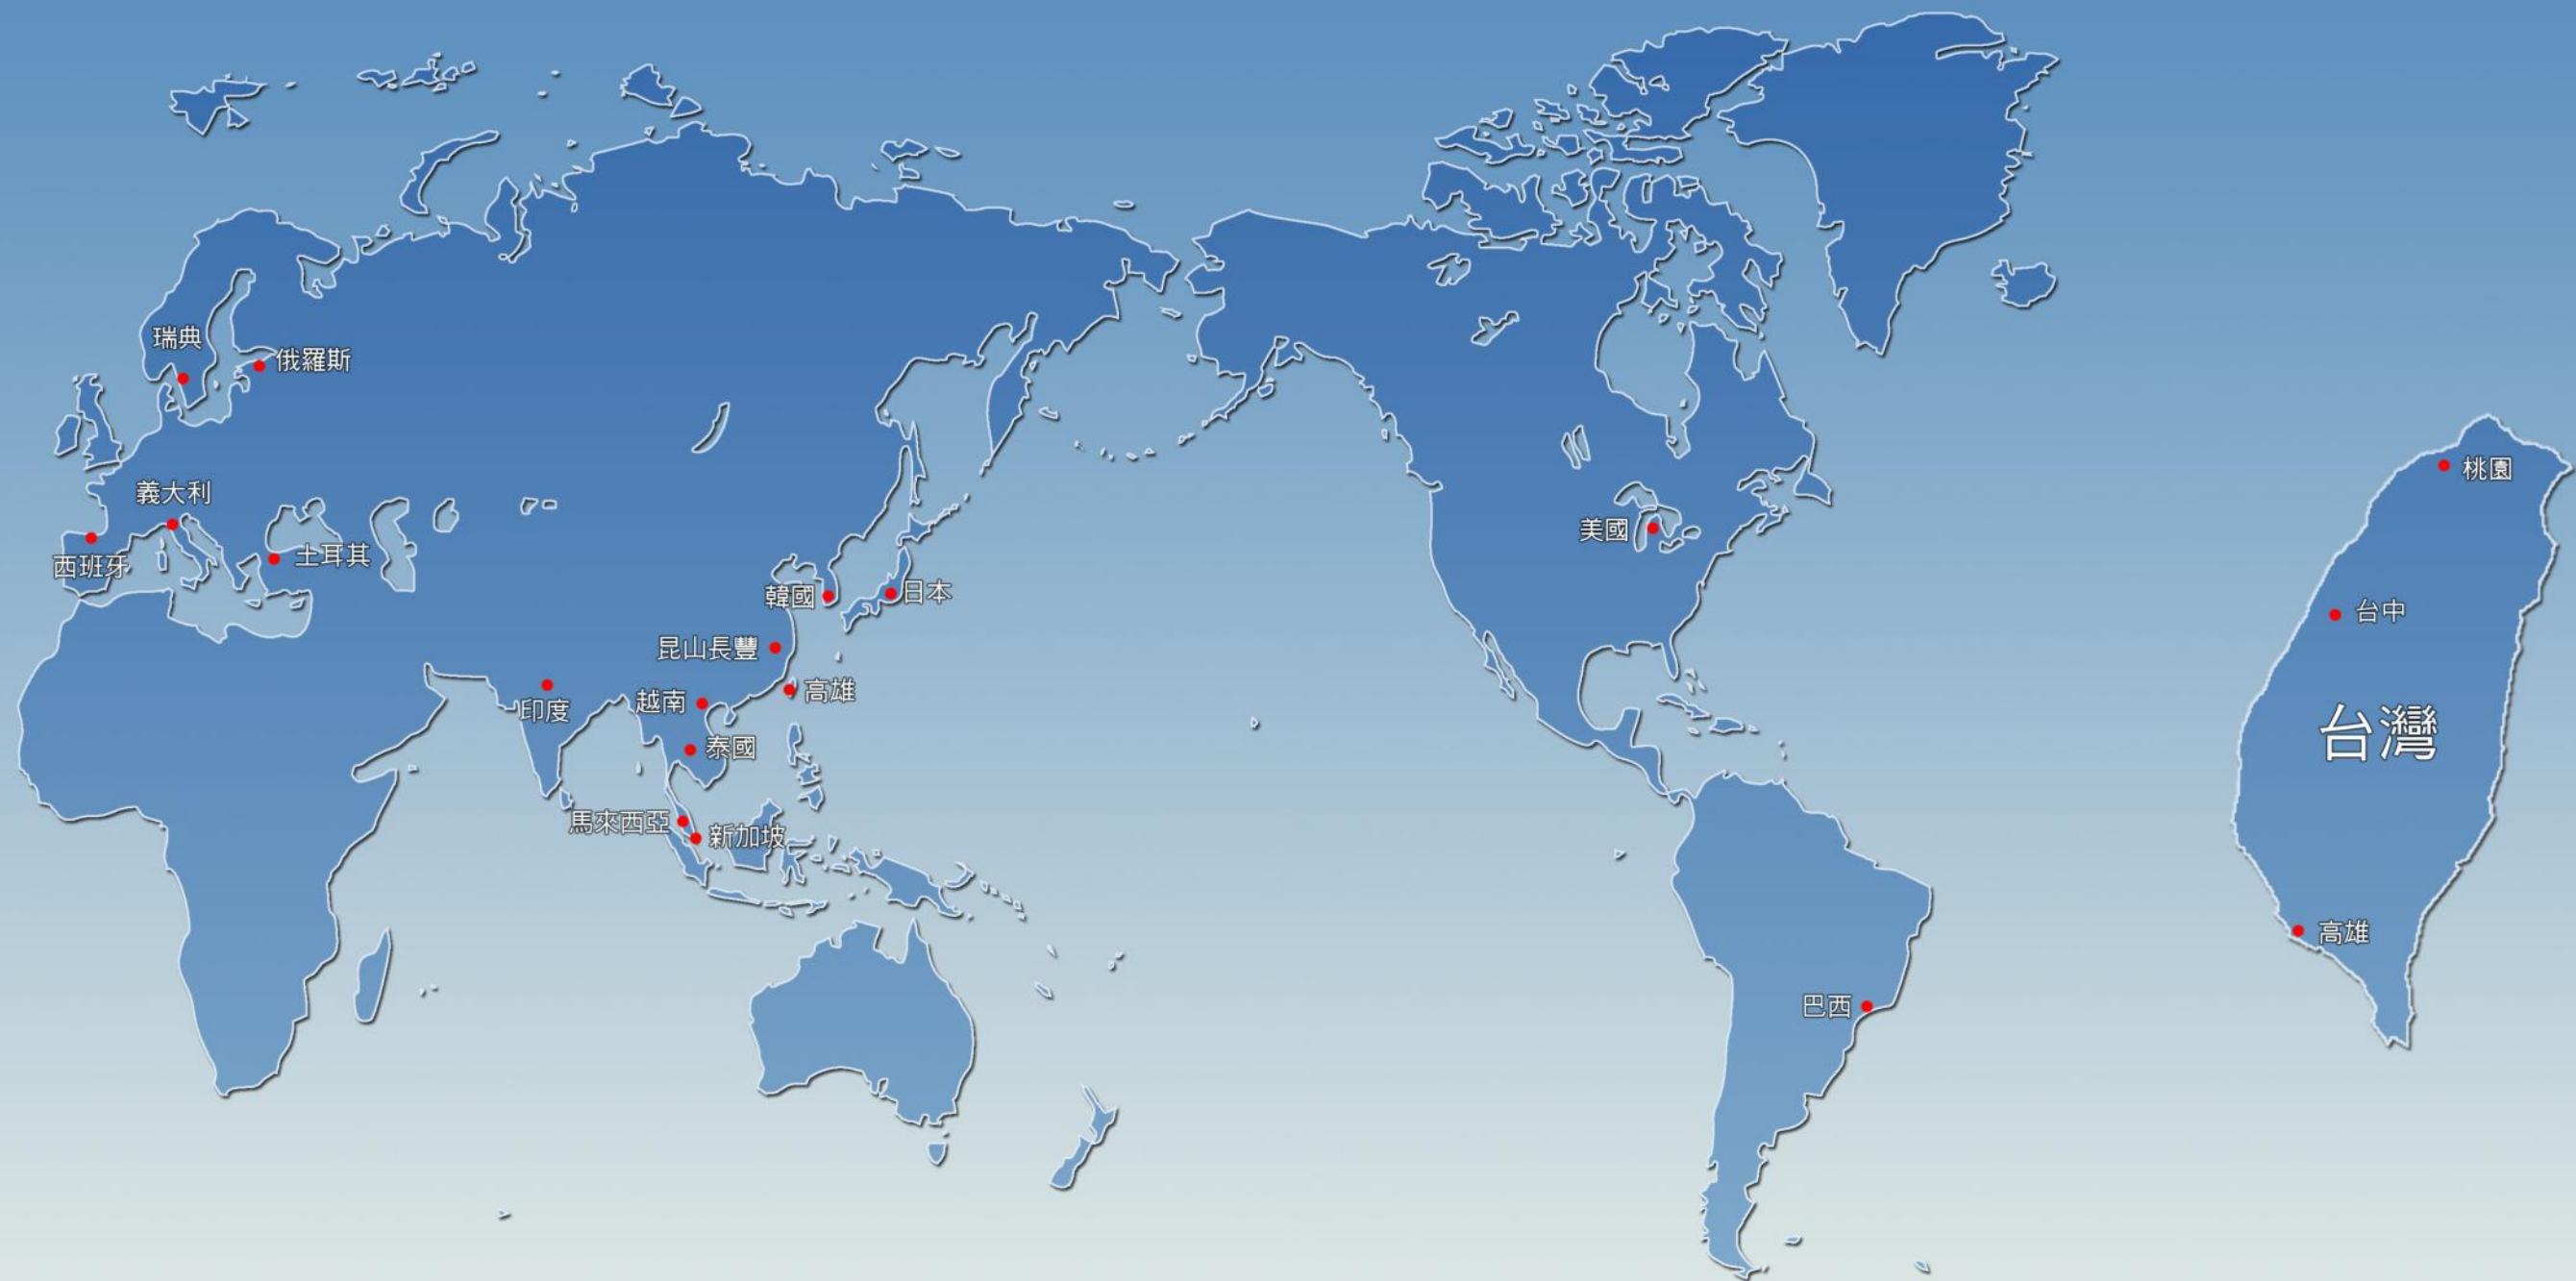 瑞典
俄羅斯
義大利
西班牙
土耳其
美國
韓國
日本
昆山長豐
高雄
印度
越南
泰國
馬來西亞
新加坡
巴西
桃園
台中
台灣
高雄